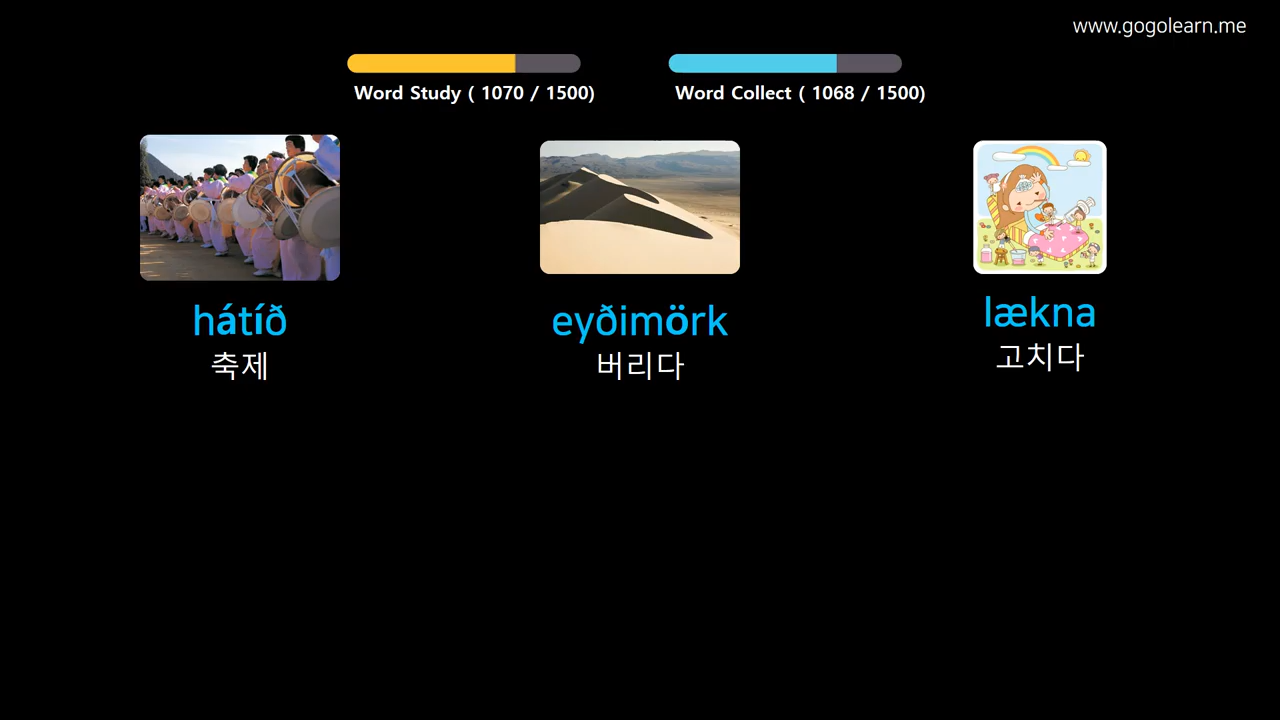 www.gogolearn.me
Word Study ( 1070 / 1500)
Word Collect ( 1068 / 1500)
hátíð
축제
eyðimörk
버리다
lækna
고치다